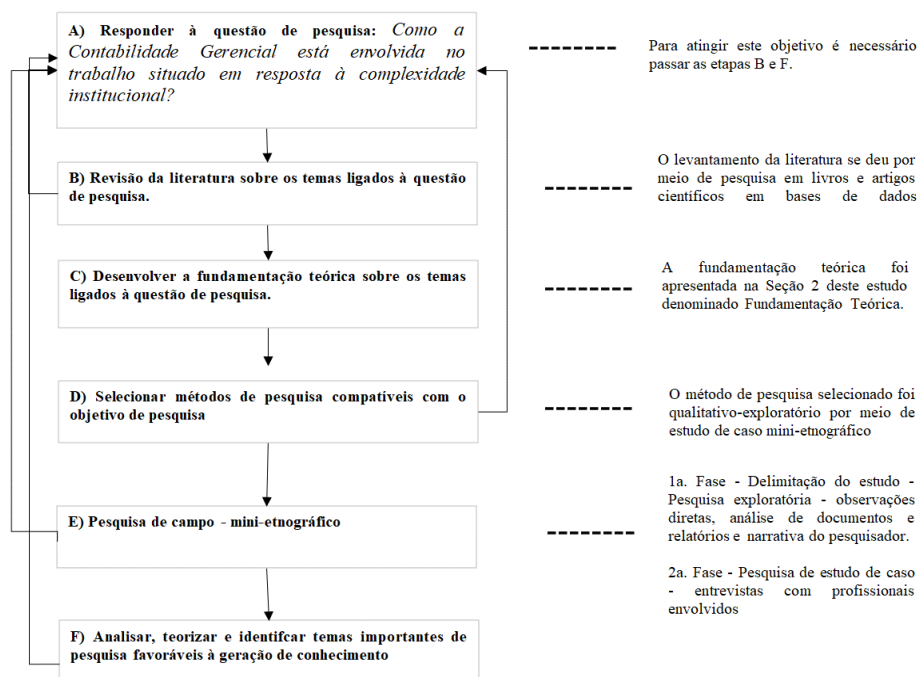 A) Responder à questão de pesquisa: Como a
Contabilidade Gerencial está envolvida no
trabalho situado em resposta à complexidade
institucional?
Para atingir este objetivo é necessário
passar as etapas B e F.
B) Revisão da literatura sobre os temas ligados à questão
de pesquisa.
O levantamento da literatura se deu por
meio de pesquisa em livros e artigos
científicos em bases de dados
C) Desenvolver a fundamentação teórica sobre os temas
ligados à questão de pesquisa.
A fundamentação teórica foi
apresentada na Seção 2 deste estudo
denominado Fundamentação Teórica.
D) Selecionar métodos de pesquisa compatíveis com o
objetivo de pesquisa
O método de pesquisa selecionado foi
qualitativo-exploratório por meio de
estudo de caso mini-etnográfico
E) Pesquisa de campo - mini-etnográfico
1a. Fase - Delimitação do estudo -
Pesquisa exploratória - observações
diretas, análise de documentos e
relatórios e narrativa do pesquisador.
2a. Fase - Pesquisa de estudo de caso
- entrevistas com profissionais
envolvidos
F) Analisar, teorizar e identifcar temas importantes de
pesquisa favoráveis à geração de conhecimento